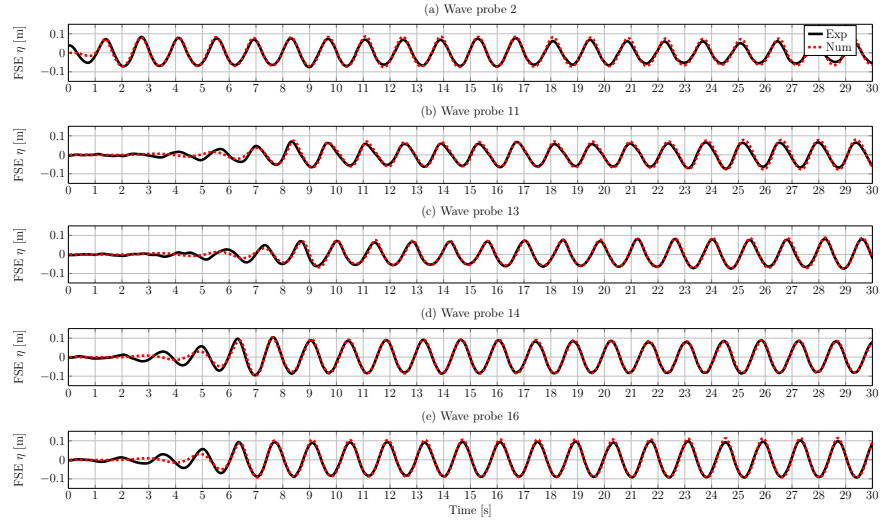 (a) Wave probe 2
FSE η [m]
0.1
0
−0.1
Exp
Num
0 1 2 3 4 5 6 7 8 9 10 11 12 13 14 15 16 17 18 19 20 21 22 23 24 25 26 27 28 29 30
(b) Wave probe 11
FSE η [m]
0.1
0
−0.1
0 1 2 3 4 5 6 7 8 9 10 11 12 13 14 15 16 17 18 19 20 21 22 23 24 25 26 27 28 29 30
(c) Wave probe 13
FSE η [m]
0.1
0
−0.1
0 1 2 3 4 5 6 7 8 9 10 11 12 13 14 15 16 17 18 19 20 21 22 23 24 25 26 27 28 29 30
(d) Wave probe 14
FSE η [m]
0.1
0
−0.1
0 1 2 3 4 5 6 7 8 9 10 11 12 13 14 15 16 17 18 19 20 21 22 23 24 25 26 27 28 29 30
(e) Wave probe 16
FSE η [m]
0.1
0
−0.1
0 1 2 3 4 5 6 7 8 9 10 11 12 13 14 15 16 17 18 19 20 21 22 23 24 25 26 27 28 29 30
Time [s]